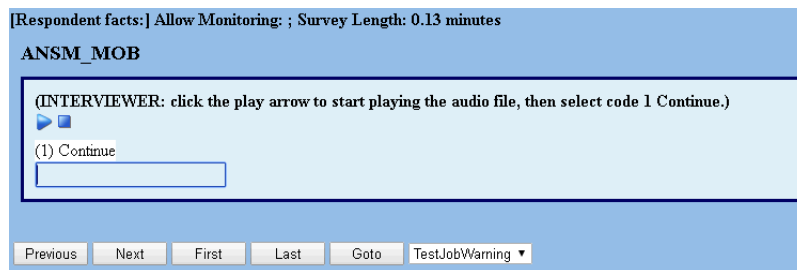 [Respondent facts:] Allow Monitoring: ; Survey Length: 0.13 minutes
ANSM_MOB
(INTERVIEWER: click the play arrow to start playing the audio file, then select code 1 Continue.)
(1) Continue
Previous Next First Last Goto TestJobWarning